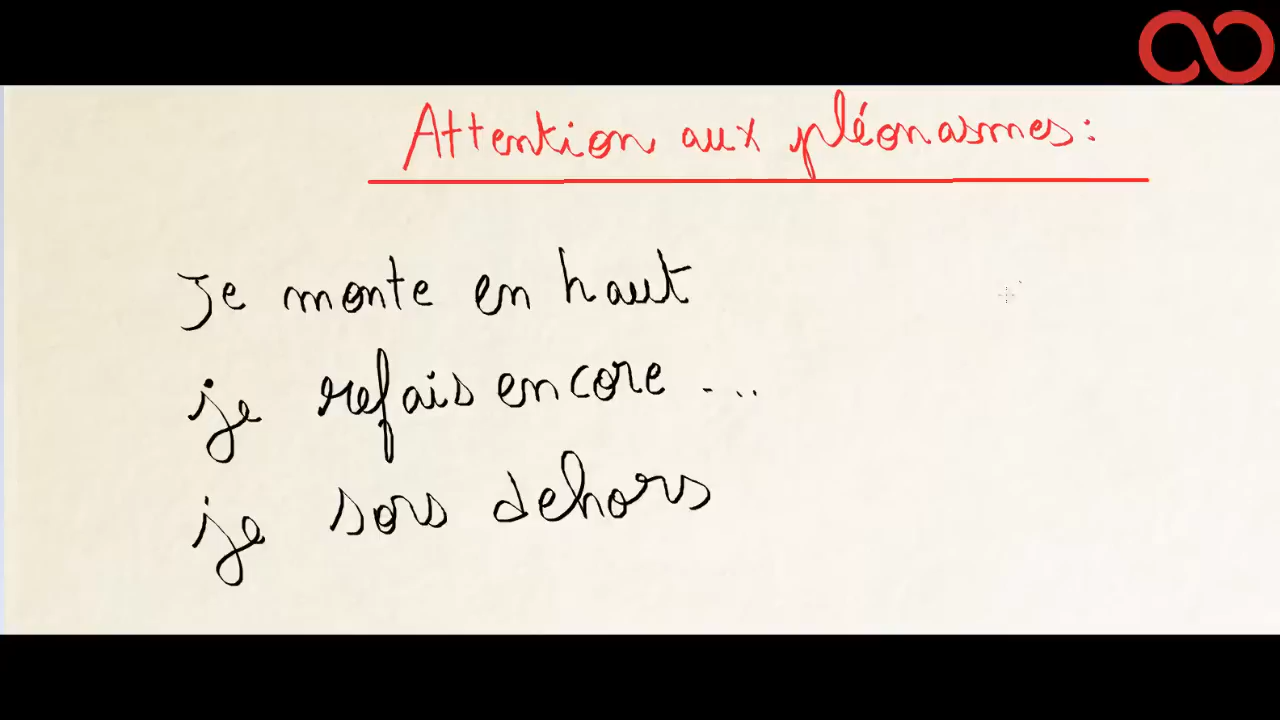 Attention aux pléonasmes :
Je monte en haut
je refais encore ...
je sors dehors